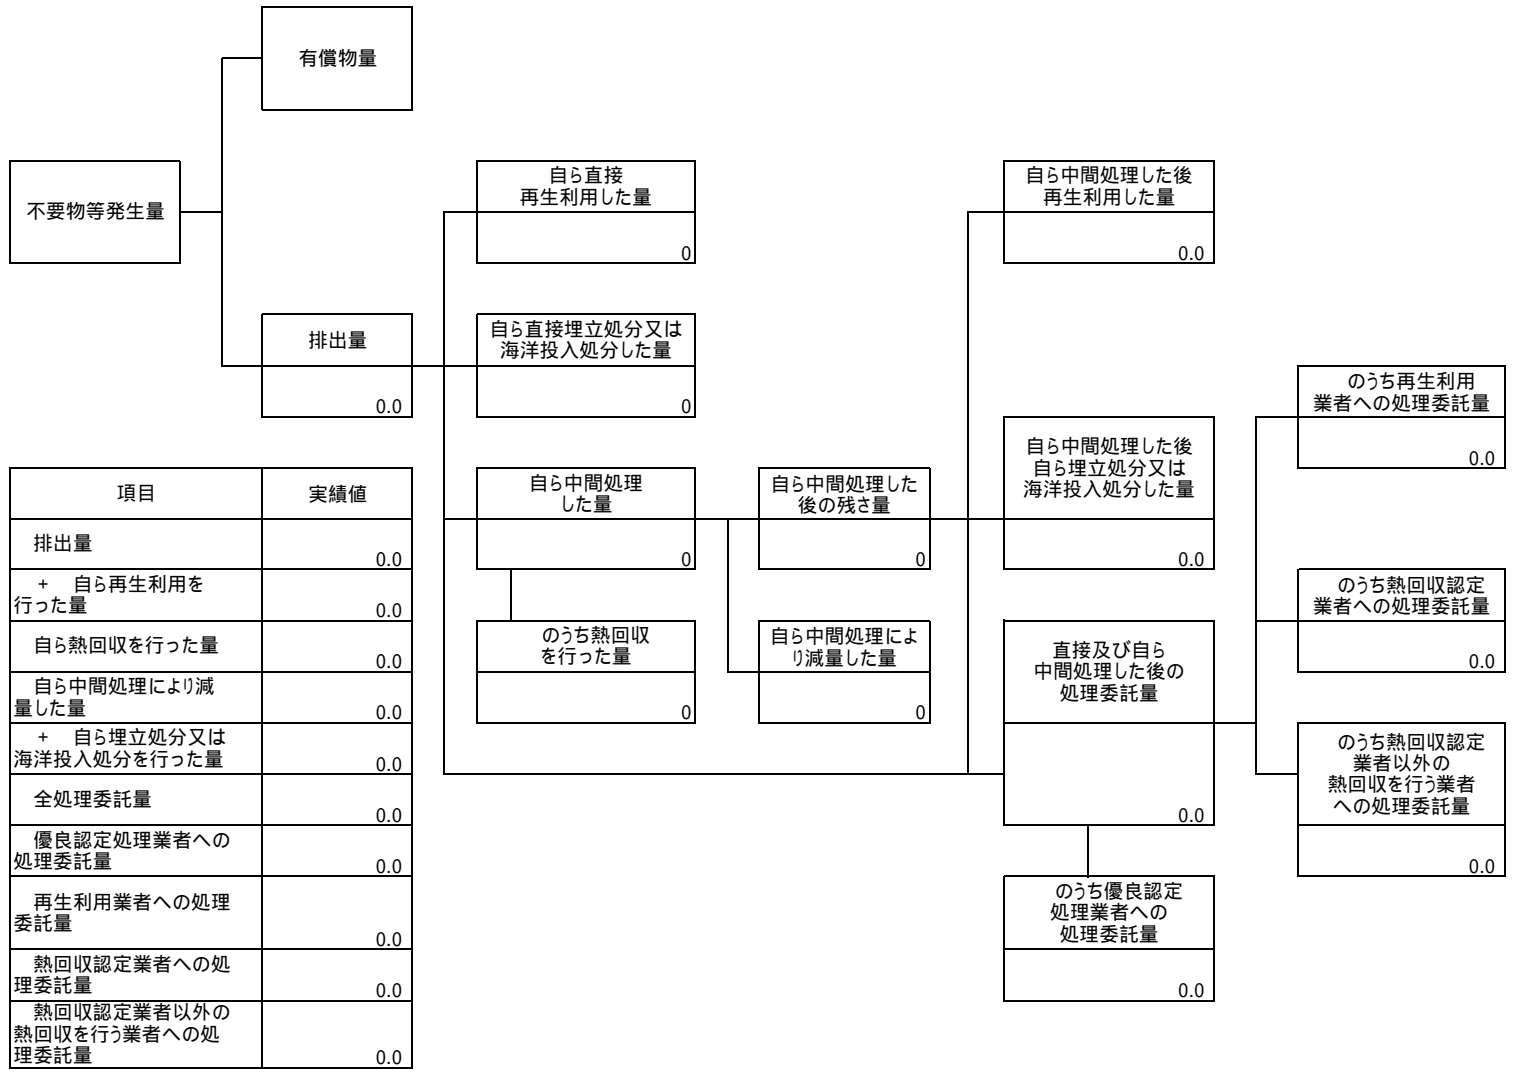 有償物量
不要物等発生量
自ら直接
再生利用した量
0
自ら中間処理した後
再生利用した量
0.0
排出量
0.0
自ら直接埋立処分又は
海洋投入処分した量
0
のうち再生利用
業者への処理委託量
0.0
自ら中間処理
した量
0
自ら中間処理した
後の残さ量
0
自ら中間処理した後
自ら埋立処分又は
海洋投入処分した量
0.0
のうち熱回収認定
業者への処理委託量
0.0
のうち熱回収
を行った量
0
自ら中間処理によ
り減量した量
0
直接及び自ら
中間処理した後の
処理委託量
0.0
のうち熱回収認定
業者以外の
熱回収を行う業者
への処理委託量
0.0
のうち優良認定
処理業者への
処理委託量
0.0
項目 実績値
排出量 0.0
+ 自ら再生利用を
行った量 0.0
自ら熱回収を行った量 0.0
自ら中間処理により減
量した量 0.0
+ 自ら埋立処分又は
海洋投入処分を行った量 0.0
全処理委託量 0.0
優良認定処理業者への
処理委託量 0.0
再生利用業者への処理
委託量 0.0
熱回収認定業者への処
理委託量 0.0
熱回収認定業者以外の
熱回収を行う業者への処
理委託量 0.0